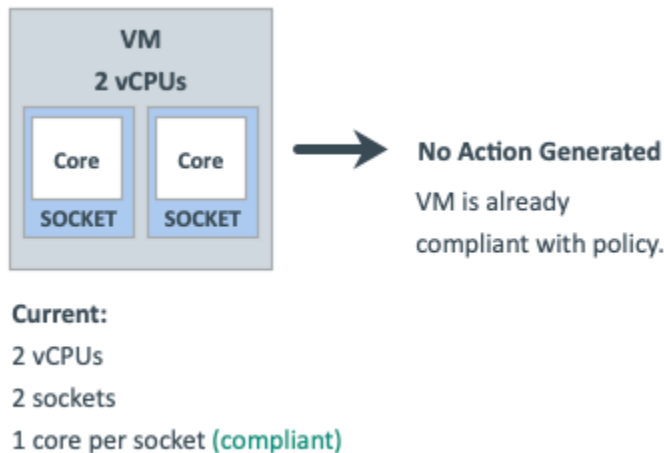 VM
2 vCPUs
Core Core
SOCKET SOCKET
No Action Generated
VM is already
compliant with policy.
Current:
2 vCPUs
2 sockets
1 core per socket (compliant)